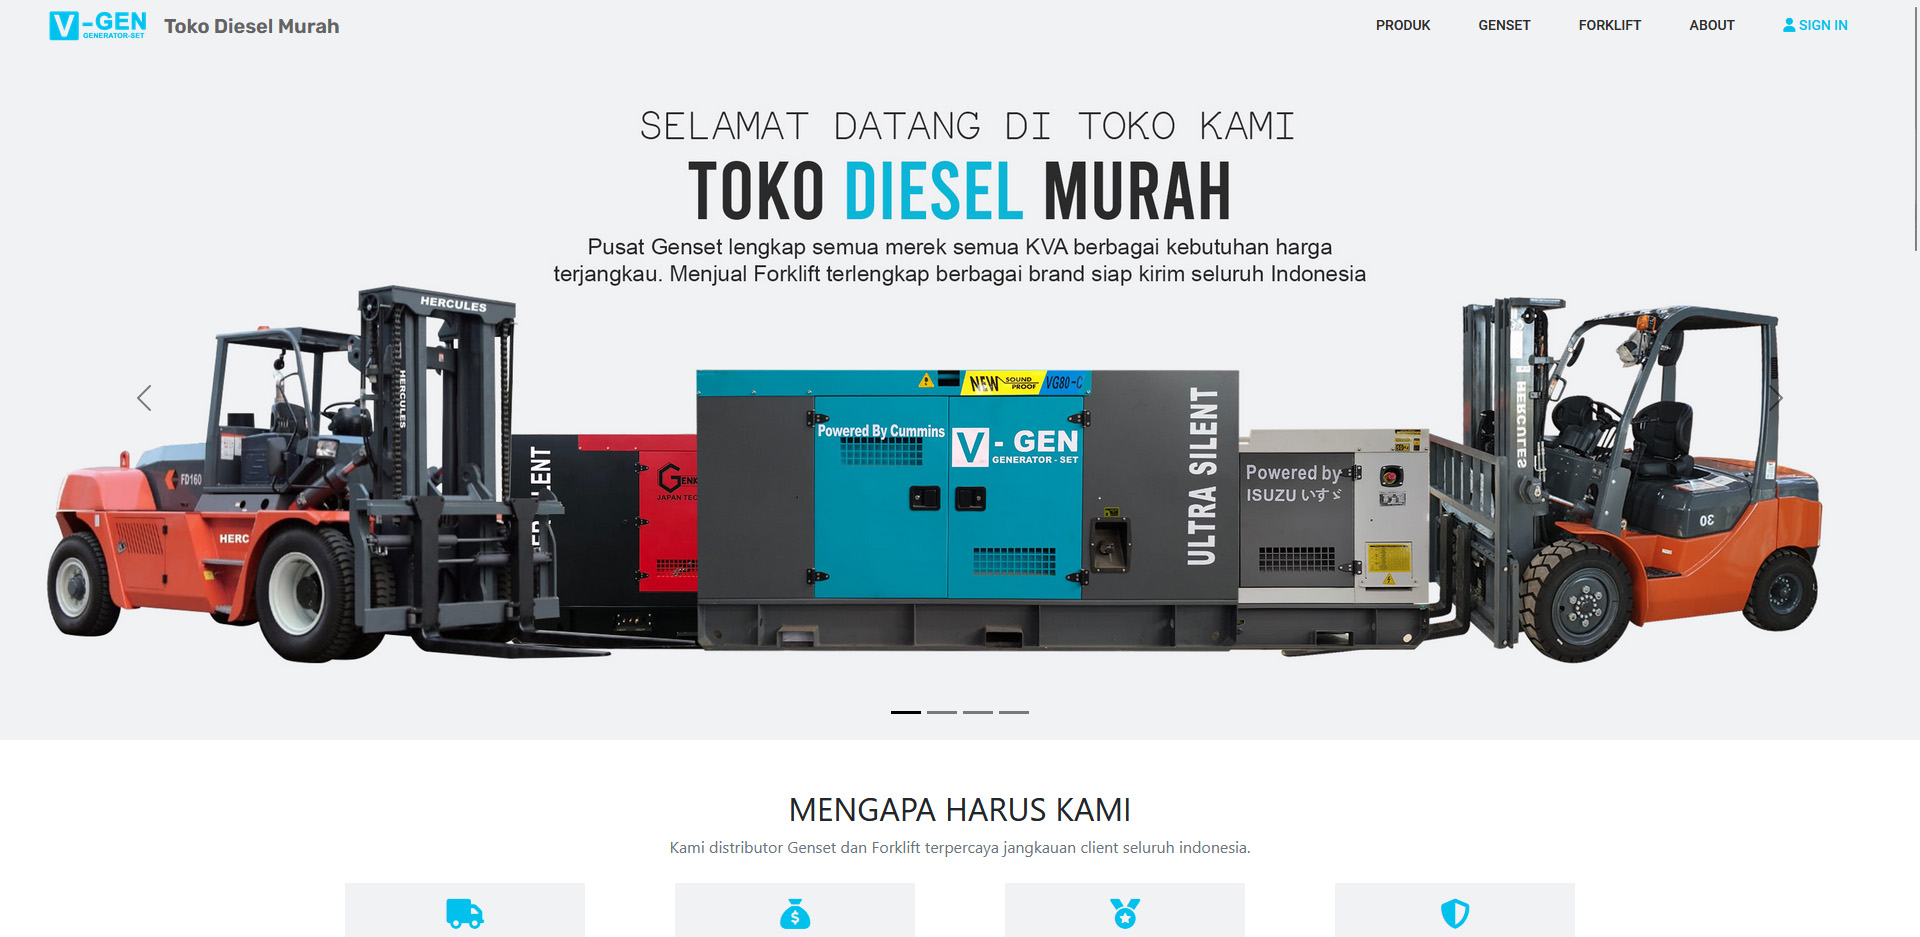 V-GEN
GENERATOR-SET
Toko Diesel Murah
PRODUK
GENSET
FORKLIFT
ABOUT
SIGN IN
SELAMAT DATANG DI TOKO KAMI
TOKO DIESEL MURAH
Pusat Genset lengkap semua merek semua KVA berbagai kebutuhan harga
terjangkau. Menjual Forklift terlengkap berbagai brand siap kirim seluruh Indonesia
HERCULES
HERCULES
FD160
HERC
NEW SOUND PROOF VG80-C
Powered By Cummins
V - GEN
GENERATOR - SET
ULTRA SILENT
JAPAN TEC
Powered by
ISUZU いすゞ
HERCULES
30
MENGAPA HARUS KAMI
Kami distributor Genset dan Forklift terpercaya jangkauan client seluruh indonesia.